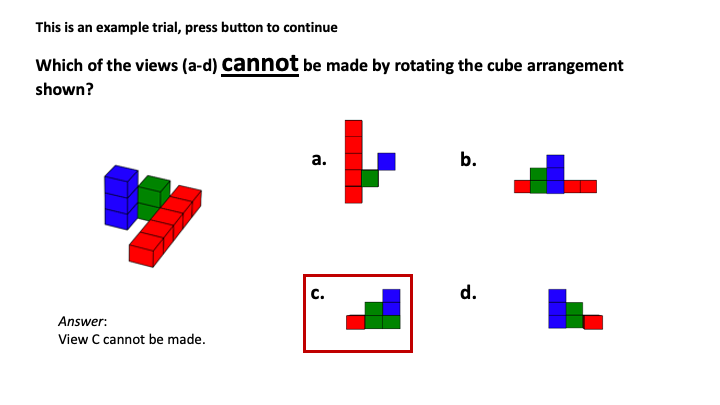 This is an example trial, press button to continue
Which of the views (a-d) cannot be made by rotating the cube arrangement
shown?
a.
b.
c.
d.
Answer:
View C cannot be made.